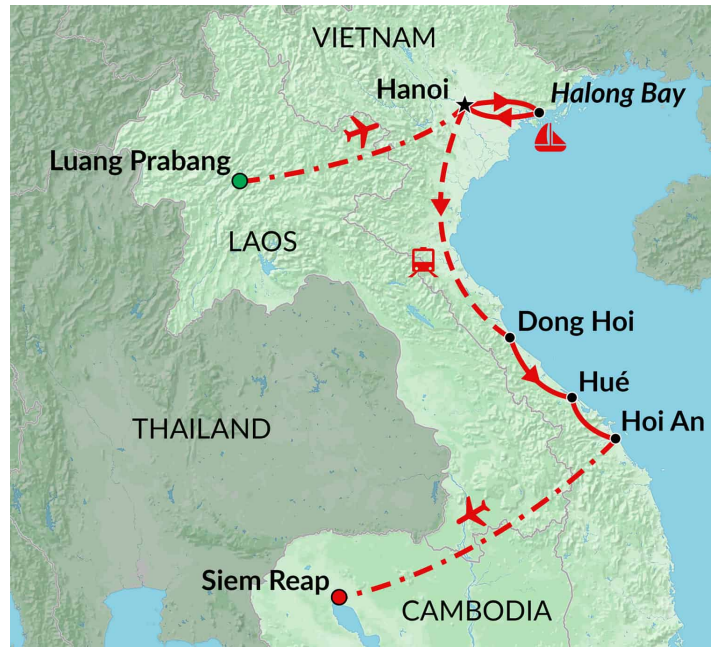 VIETNAM
Hanoi
Halong Bay
Luang Prabang
LAOS
Dong Hoi
Hué
THAILAND
Hoi An
Siem Reap
CAMBODIA